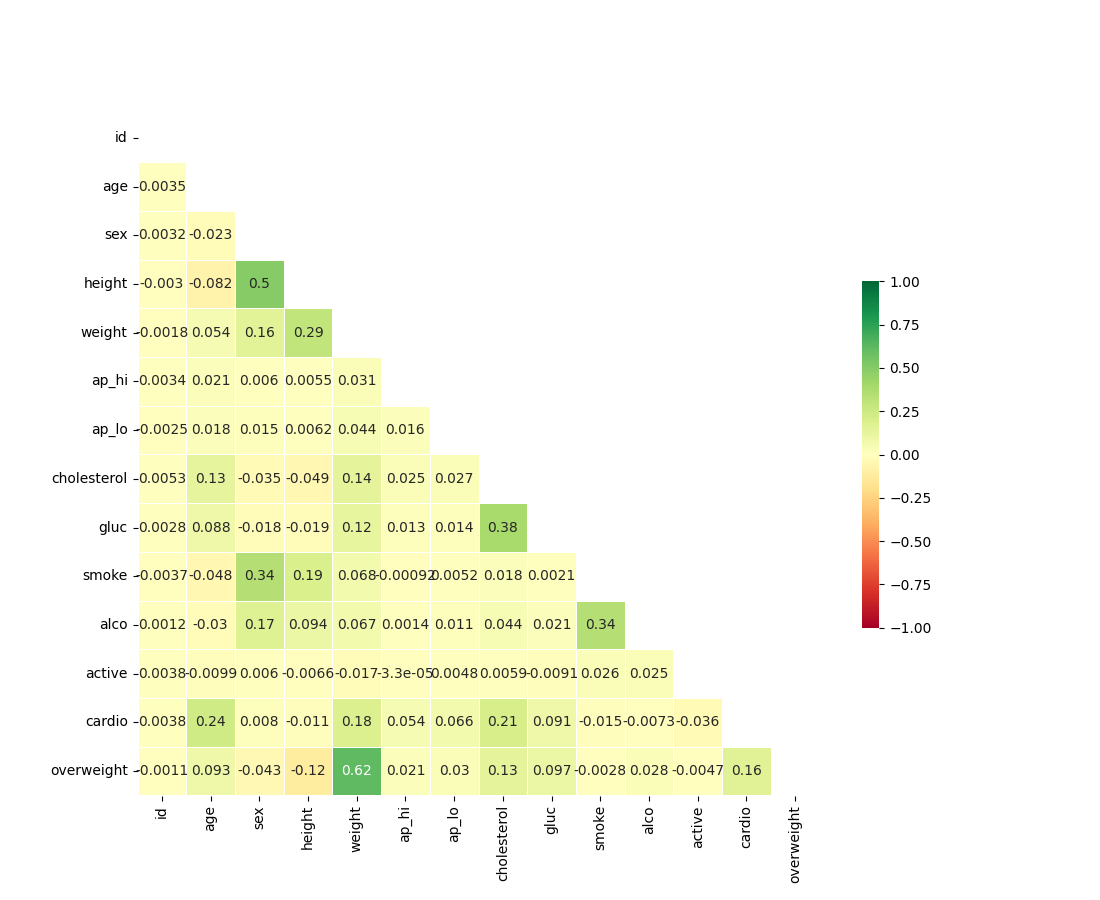 id
age 0.0035
sex 0.0032 -0.023
height -0.003 -0.082 0.5
weight -0.0018 0.054 0.16 0.29
ap_hi 0.0034 0.021 0.006 0.0055 0.031
ap_lo -0.0025 0.018 0.015 0.0062 0.044 0.016
cholesterol 0.0053 0.13 -0.035 -0.049 0.14 0.025 0.027
gluc 0.0028 0.088 -0.018 -0.019 0.12 0.013 0.014 0.38
smoke -0.0037 -0.048 0.34 0.19 0.068 -0.00092 0.0052 0.018 0.0021
alco 0.0012 -0.03 0.17 0.094 0.067 0.0014 0.011 0.044 0.021 0.34
active 0.0038 -0.0099 0.006 -0.0066 -0.017 -3.3e-05 0.0048 0.0059 -0.0091 0.026 0.025
cardio 0.0038 0.24 0.008 -0.011 0.18 0.054 0.066 0.21 0.091 -0.015 -0.0073 -0.036
overweight -0.0011 0.093 -0.043 -0.12 0.62 0.021 0.03 0.13 0.097 -0.0028 0.028 -0.0047 0.16
id age sex height weight ap_hi ap_lo cholesterol gluc smoke alco active cardio overweight
1.00
0.75
0.50
0.25
0.00
−0.25
−0.50
−0.75
−1.00